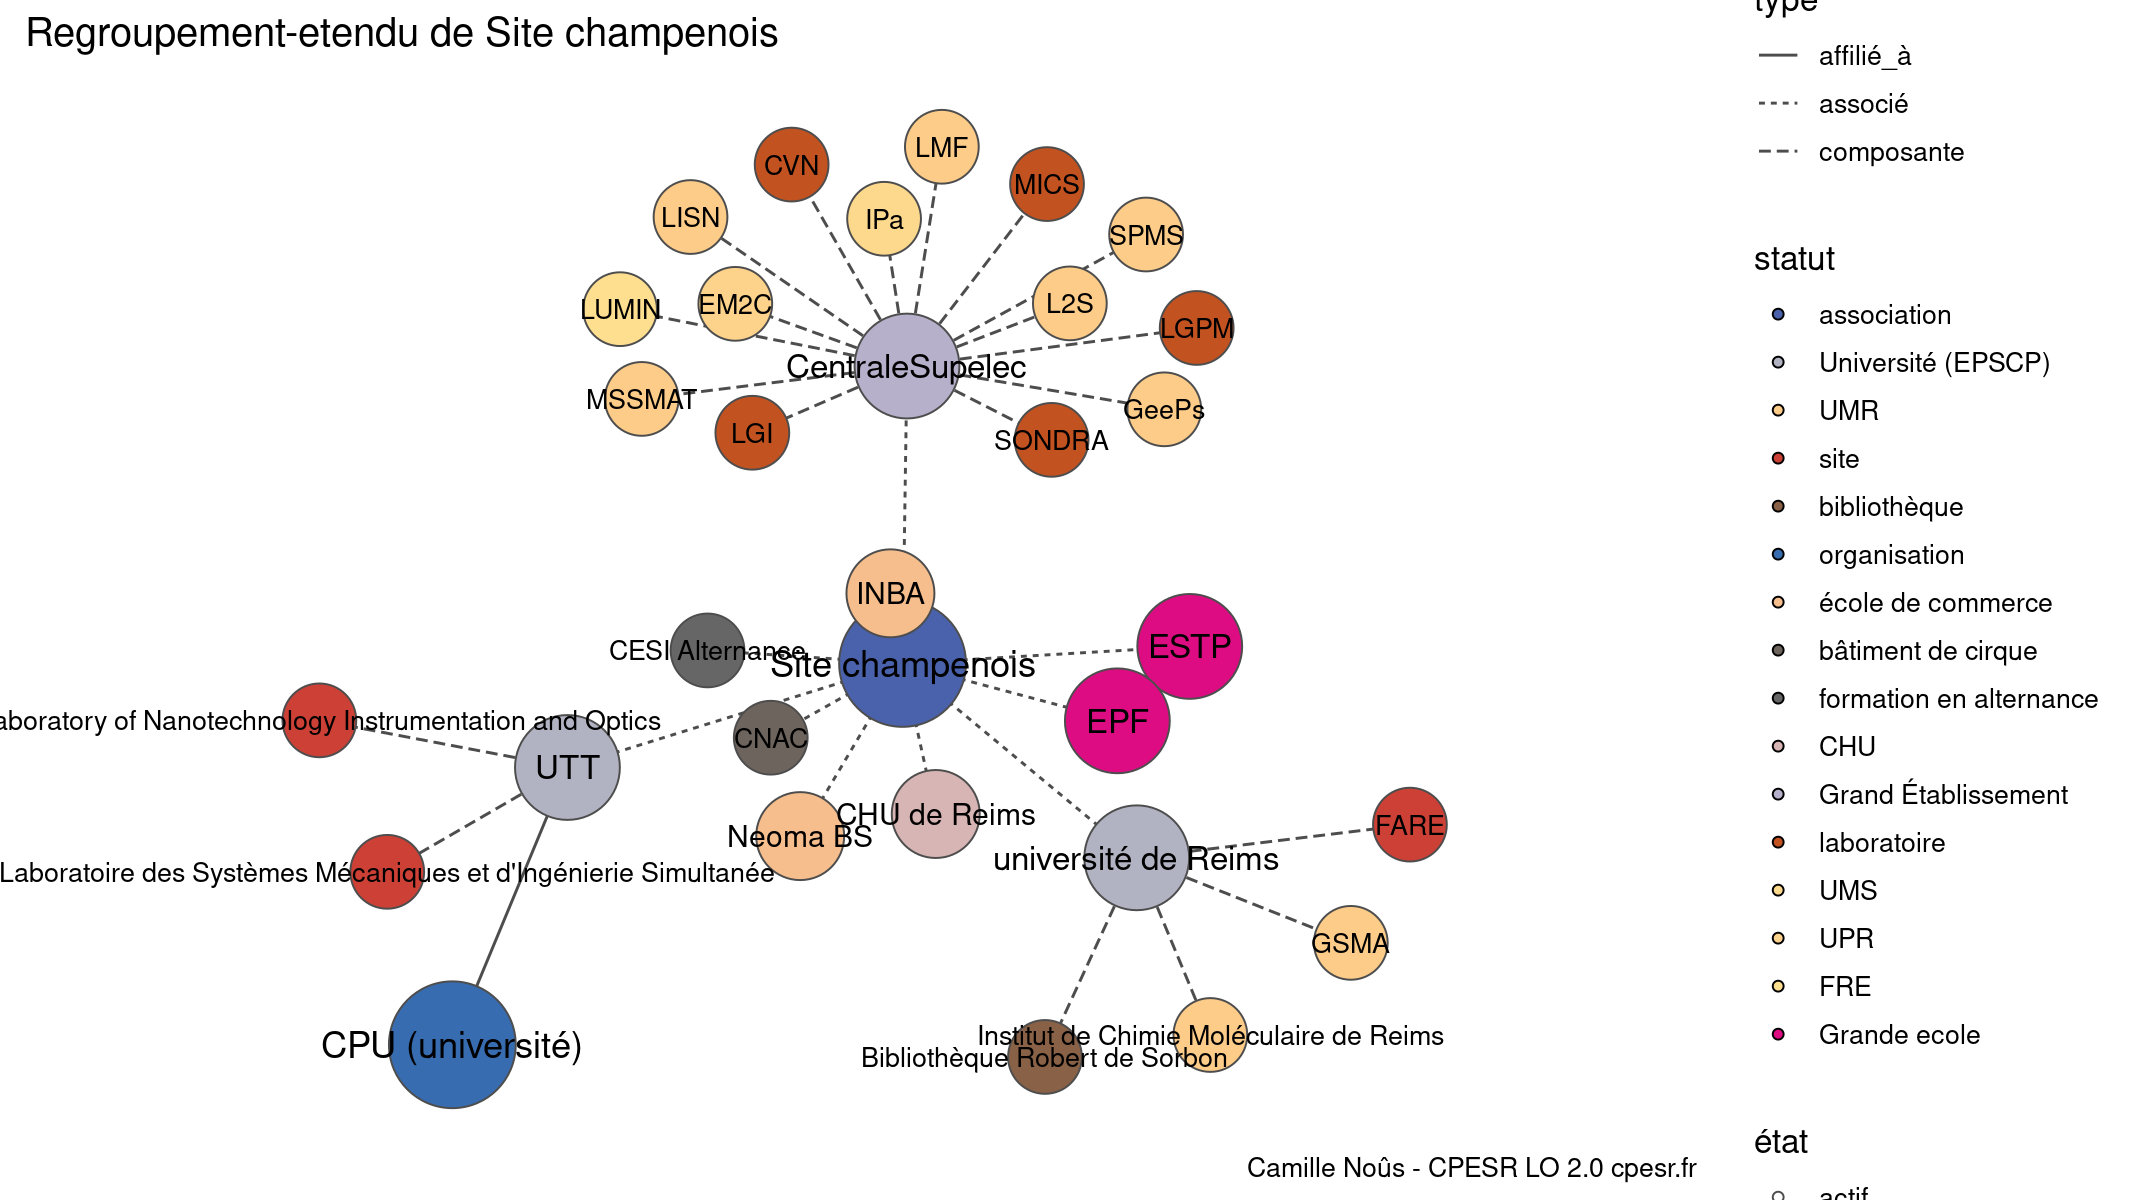 Regroupement-etendu de Site champenois
LMF
CVN
MICS
LISN
IPa
SPMS
LUMIN
EM2C
L2S
LGPM
CentraleSupelec
MSSMAT
GeePs
LGI
SONDRA
INBA
CESI Alternance
Site champenois
ESTP
aboratory of Nanotechnology Instrumentation and Optics
EPF
CNAC
UTT
CHU de Reims
Neoma BS
FARE
université de Reims
Laboratoire des Systèmes Mécaniques et d'Ingénierie Simultanée
GSMA
Institut de Chimie Moléculaire de Reims
CPU (université)
Bibliothèque Robert de Sorbon
Camille Noûs - CPESR LO 2.0 cpesr.fr
type
affilié_à
associé
composante
statut
association
Université (EPSCP)
UMR
site
bibliothèque
organisation
école de commerce
bâtiment de cirque
formation en alternance
CHU
Grand Établissement
laboratoire
UMS
UPR
FRE
Grande ecole
état
actif